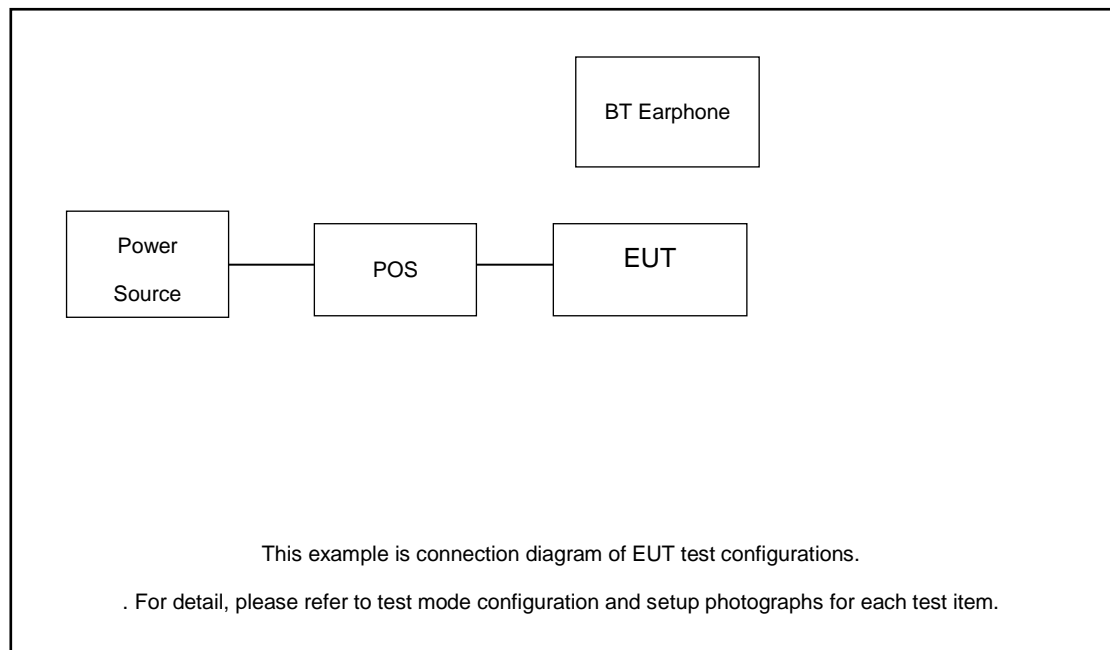 BT Earphone
Power
Source
POS
EUT
This example is connection diagram of EUT test configurations.
. For detail, please refer to test mode configuration and setup photographs for each test item.